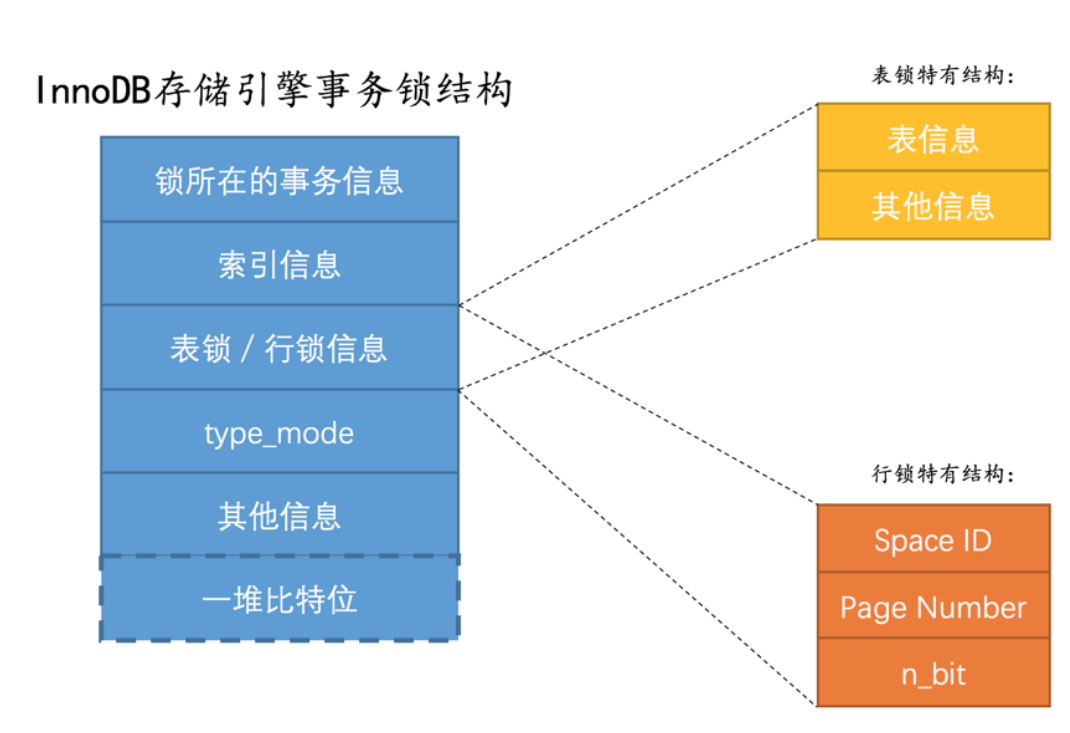 InnoDB存储引擎事务锁结构
锁所在的事务信息
索引信息
表锁 / 行锁信息
type_mode
其他信息
一堆比特位
表锁特有结构：
表信息
其他信息
行锁特有结构：
Space ID
Page Number
n_bit